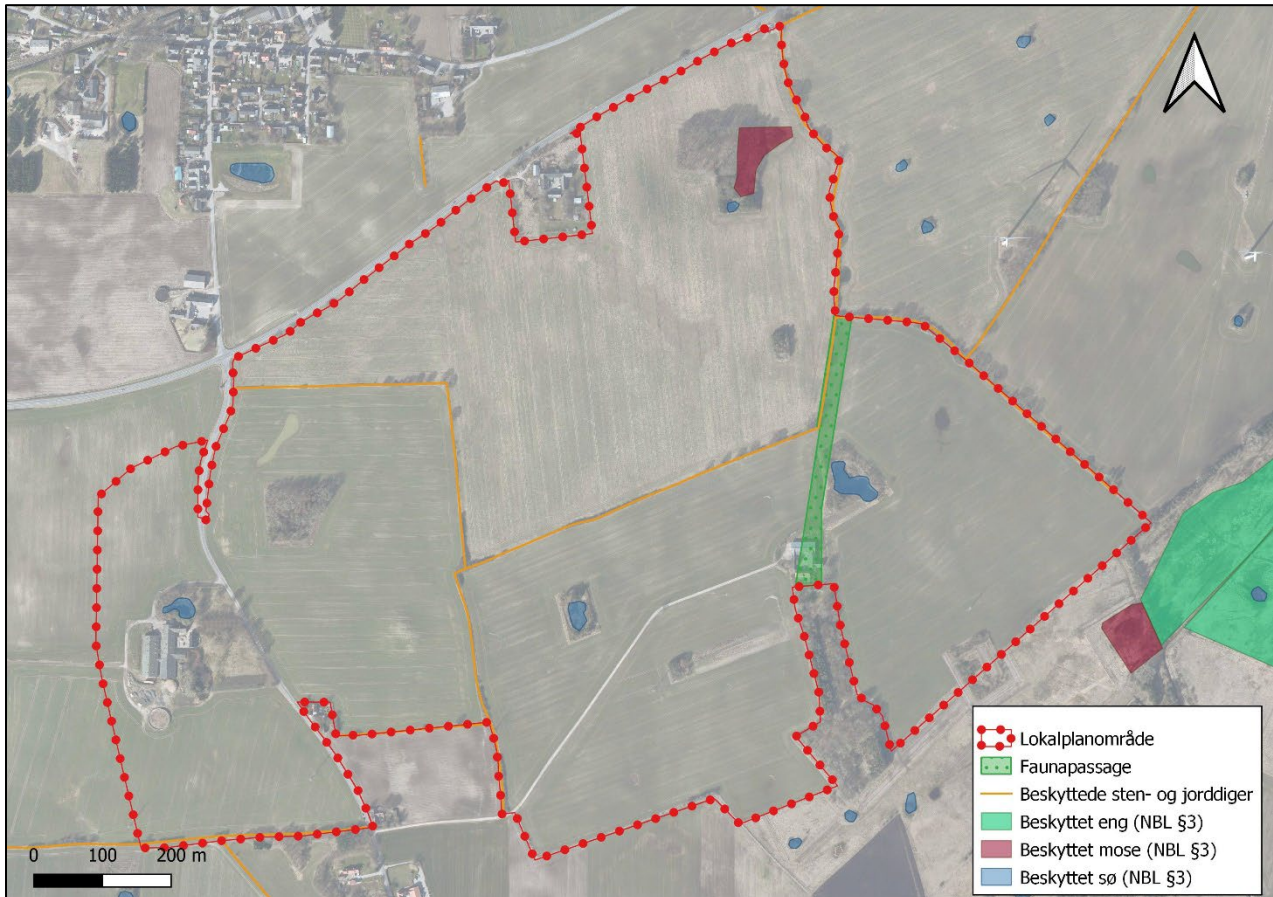 Lokalplanområde
Faunapassage
Beskyttede sten- og jorddiger
Beskyttet eng (NBL §3)
Beskyttet mose (NBL §3)
Beskyttet sø (NBL §3)
0 100 200 m